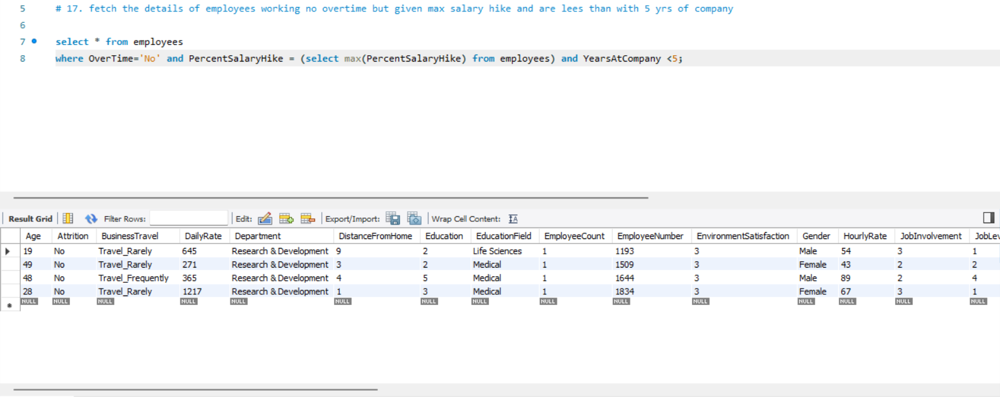 5 # 17. fetch the details of employees working no overtime but given max salary hike and are lees than with 5 yrs of company
6
7 select * from employees
8 where OverTime='No' and PercentSalaryHike = (select max(PercentSalaryHike) from employees) and YearsAtCompany <5;
Result Grid Filter Rows: Edit: Export/Import: Wrap Cell Content: IA
Age Attrition BusinessTravel DailyRate Department DistanceFromHome Education EducationField EmployeeCount EmployeeNumber EnvironmentSatisfaction Gender HourlyRate JobInvolvement JobLev
19 No Travel_Rarely 645 Research & Development 9 2 Life Sciences 1 1193 3 Male 54 3 1
49 No Travel_Rarely 271 Research & Development 3 2 Medical 1 1509 3 Female 43 2 2
48 No Travel_Frequently 365 Research & Development 4 5 Medical 1 1644 3 Male 89 2 4
28 No Travel_Rarely 1217 Research & Development 1 3 Medical 1 1834 3 Female 67 3 1
NULL NULL NULL NULL NULL NULL NULL NULL NULL NULL NULL NULL NULL NULL NULL